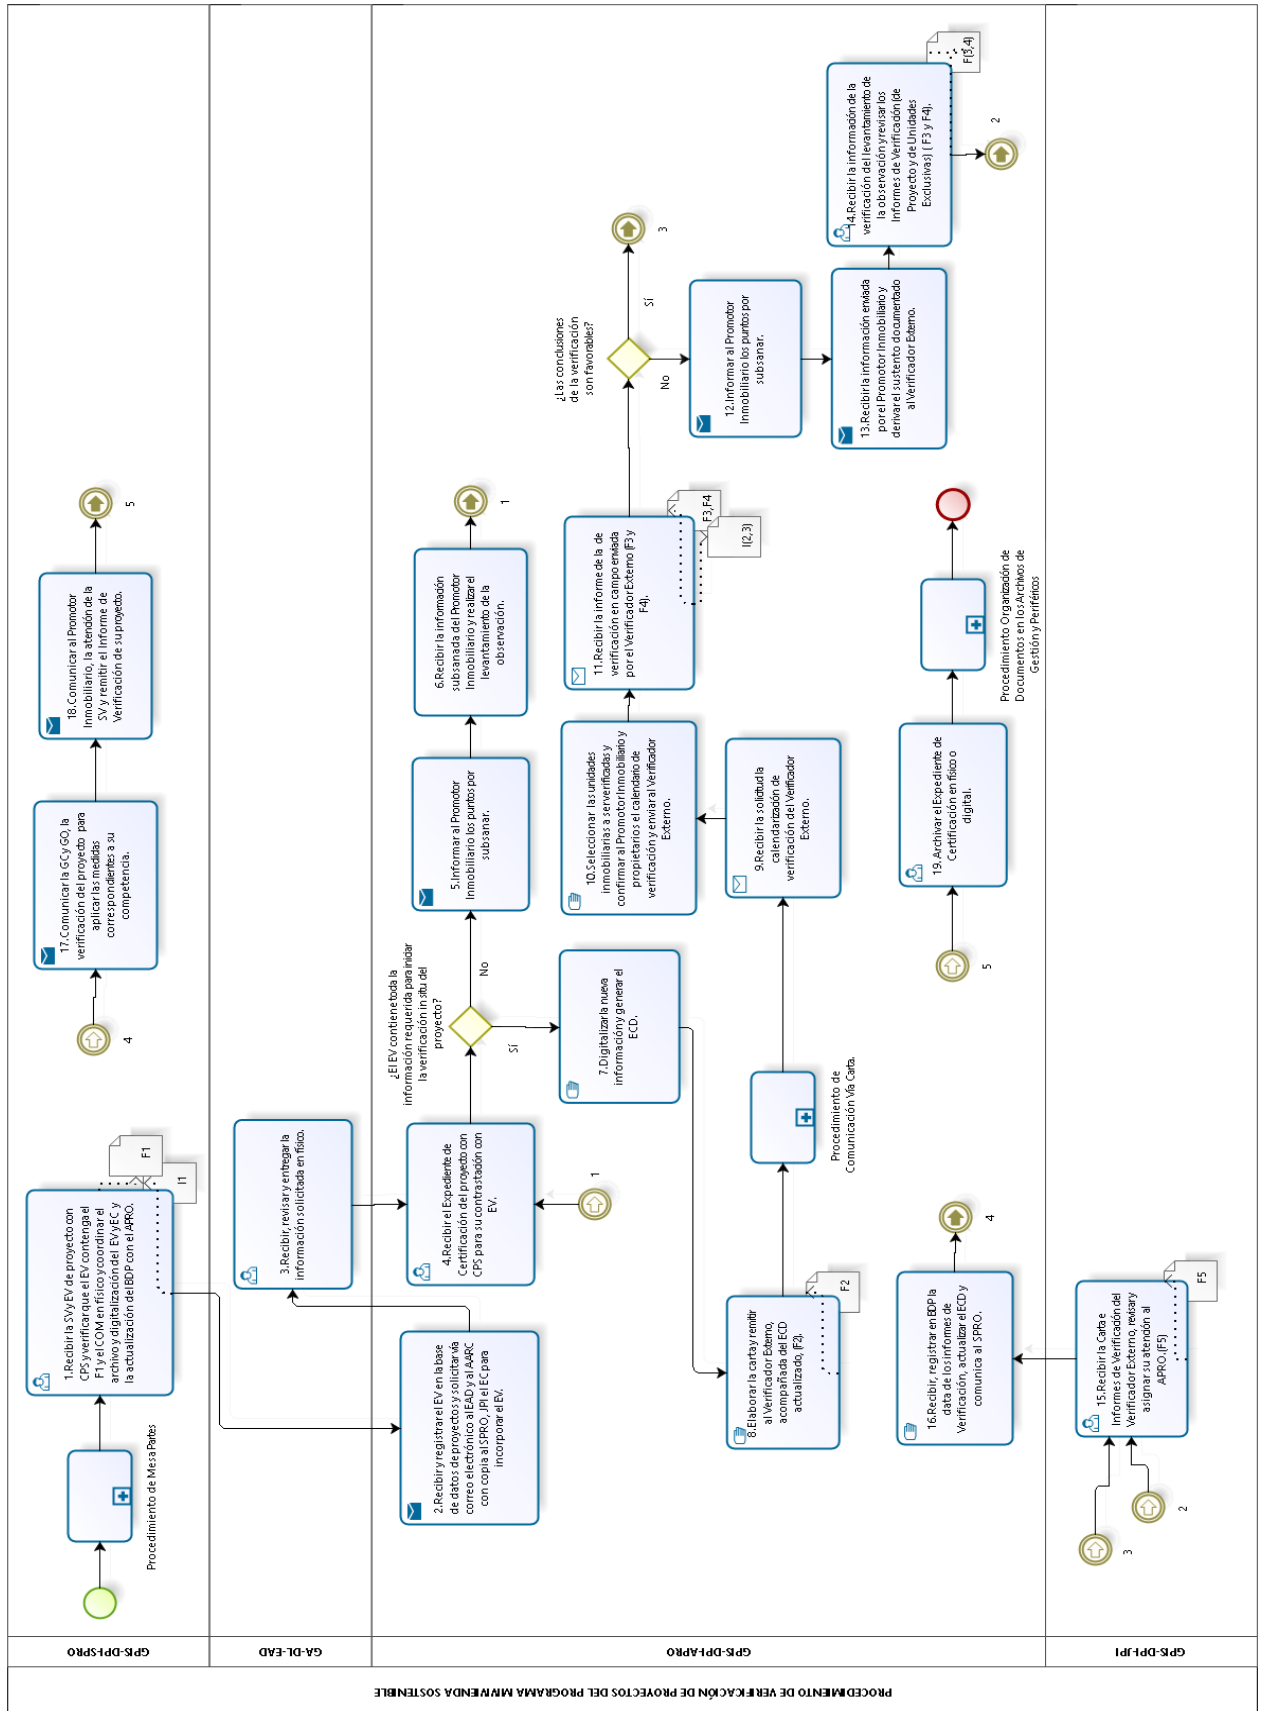 PROCEDIMIENTO DE VERIFICACIÓN DE PROYECTOS DEL PROGRAMA MIVIVIENDA SOSTENIBLE
GPIS-DPI-SPRO
Procedimiento de Mesa Partes
1.Recibir la SV y EV de proyecto con
CPS y verificar que el EV contenga el
F1 y el COM en físico y coordinar el
archivo y digitalización del EV y EC y
la actualización del BDP con el APRO.
F1
I1
4
17.Comunicar la GC y GO, la
verificación del proyecto para
aplicar las medidas
correspondientes a su
competencia.
18.Comunicar al Promotor
Inmobiliario, la atención de la
SV y remitir el Informe de
Verificación de su proyecto.
5
GA-DL-EAD
3.Recibir, revisar y entregar la
información solicitada en físico.
GPIS-DPI-APRO
2.Recibir y registrar el EV en la base
de datos de proyectos y solicitar vía
correo electrónico al EAD y al AARC
con copia al SPRO, JPI el EC para
incorporar el EV.
4.Recibir el Expediente de
Certificación del proyecto con
CPS para su contrastación con
EV.
1
¿El EV contiene toda la
información requerida para iniciar
la verificación in situ del
proyecto?
No
Sí
5.Informar al Promotor
Inmobiliario los puntos por
subsanar.
6.Recibir la información
subsanada del Promotor
Inmobiliario y realizar el
levantamiento de la
observación.
1
7.Digitalizar la nueva
información y generar el
ECD.
8.Elaborar la carta y remitir
al Verificador Externo,
acompañada del ECD
actualizado, (F2).
F2
Procedimiento de
Comunicación Vía Carta.
9.Recibir la solicitud la
calendarización de
verificación del Verificador
Externo.
10.Seleccionar las unidades
inmobiliarias a ser verificadas y
confirmar al Promotor Inmobiliario y
propietarios el calendario de
verificación y enviar al Verificador
Externo.
11.Recibir la informe de la de
verificación en campo enviada
por el Verificador Externo (F3 y
F4).
F3,F4
I(2,3)
¿Las conclusiones
de la verificación
son favorables?
Sí
3
No
12.Informar al Promotor
Inmobiliario los puntos por
subsanar.
13.Recibir la información enviada
por el Promotor Inmobiliario y
derivar el sustento documentado
al Verificador Externo.
14.Recibir la información de la
verificación del levantamiento de
la observación y revisar los
Informes de Verificación (de
Proyecto y de Unidades
Exclusivas) ( F3 y F4).
F(3,4)
2
16.Recibir, registrar en BDP la
data de los informes de
Verificación, actualizar el ECD y
comunica al SPRO.
4
5
19. Archivar el Expediente de
Certificación en físico o
digital.
Procedimiento Organización de
Documentos en los Archivos de
Gestión y Periféricos
GPIS-DPI-JPI
3
2
15.Recibir la Carta e
Informes de Verificación del
Verificador Externo, revisar y
asignar su atención al
APRO.(F5)
F5